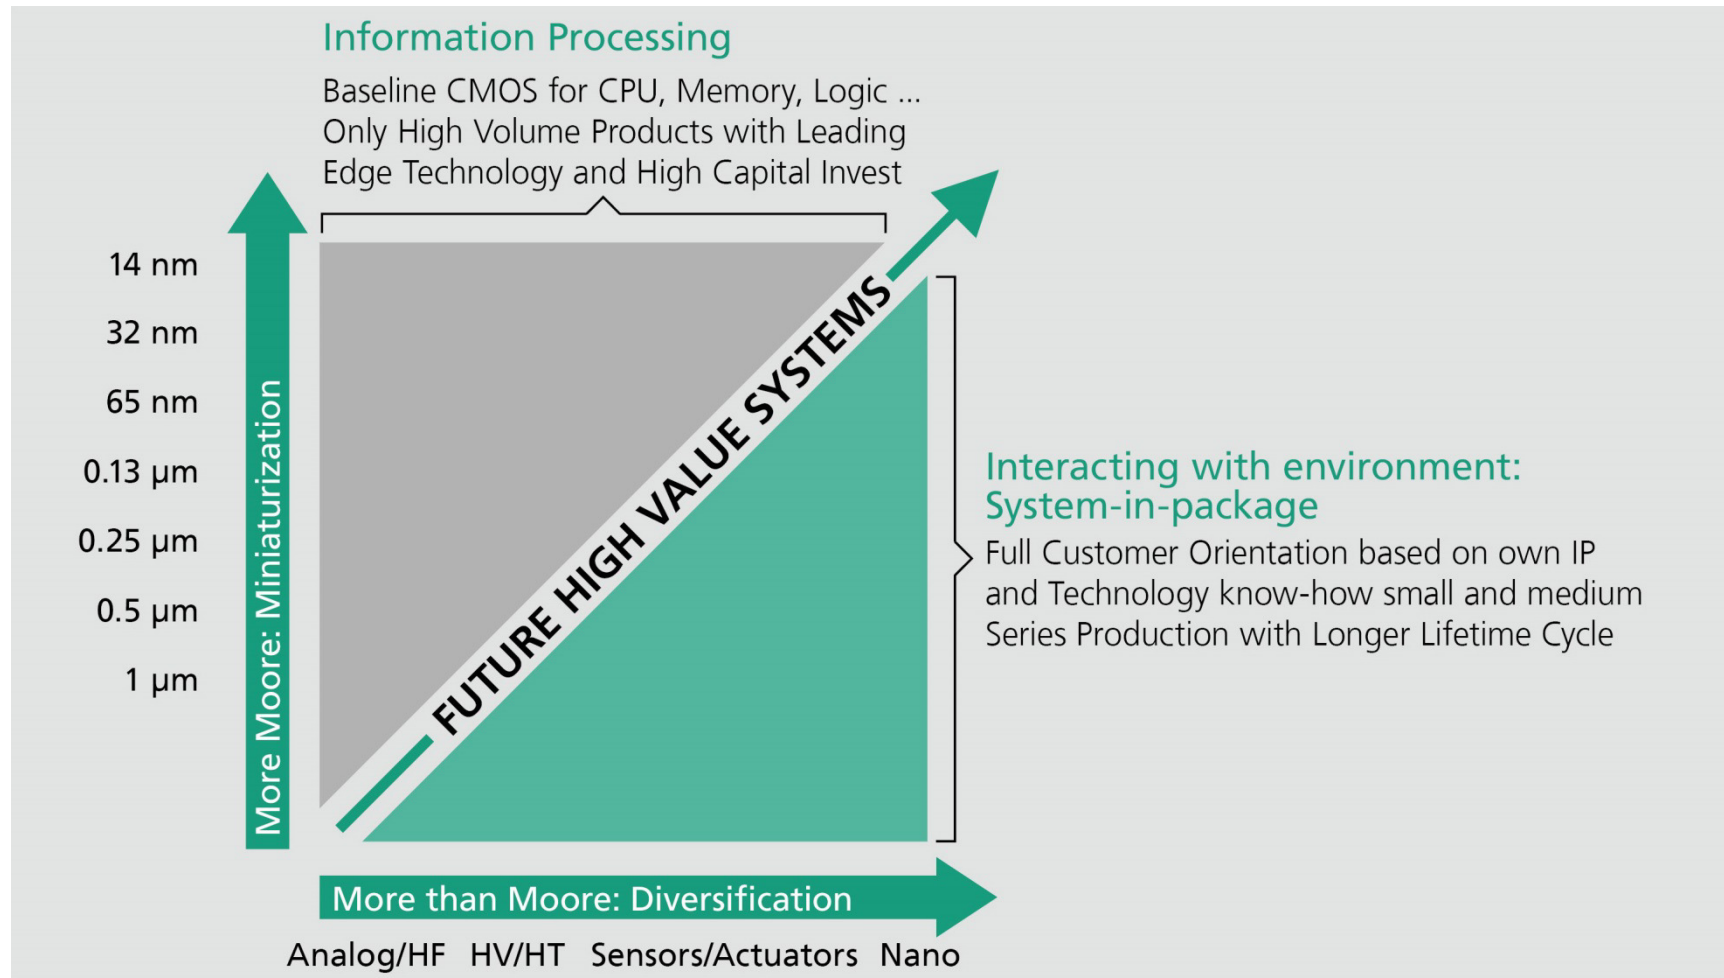 Information Processing
Baseline CMOS for CPU, Memory, Logic ...
Only High Volume Products with Leading
Edge Technology and High Capital Invest
14 nm
32 nm
65 nm
0.13 µm
0.25 µm
0.5 µm
1 µm
More Moore: Miniaturization
FUTURE HIGH VALUE SYSTEMS
Interacting with environment:
System-in-package
Full Customer Orientation based on own IP
and Technology know-how small and medium
Series Production with Longer Lifetime Cycle
More than Moore: Diversification
Analog/HF HV/HT Sensors/Actuators Nano